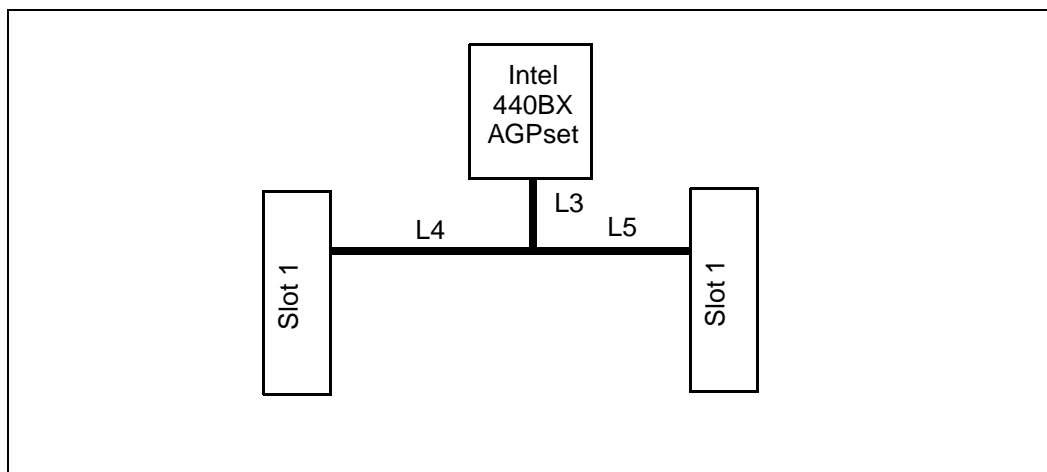 Intel
440BX
AGPset
L3
L4
L5
Slot 1
Slot 1